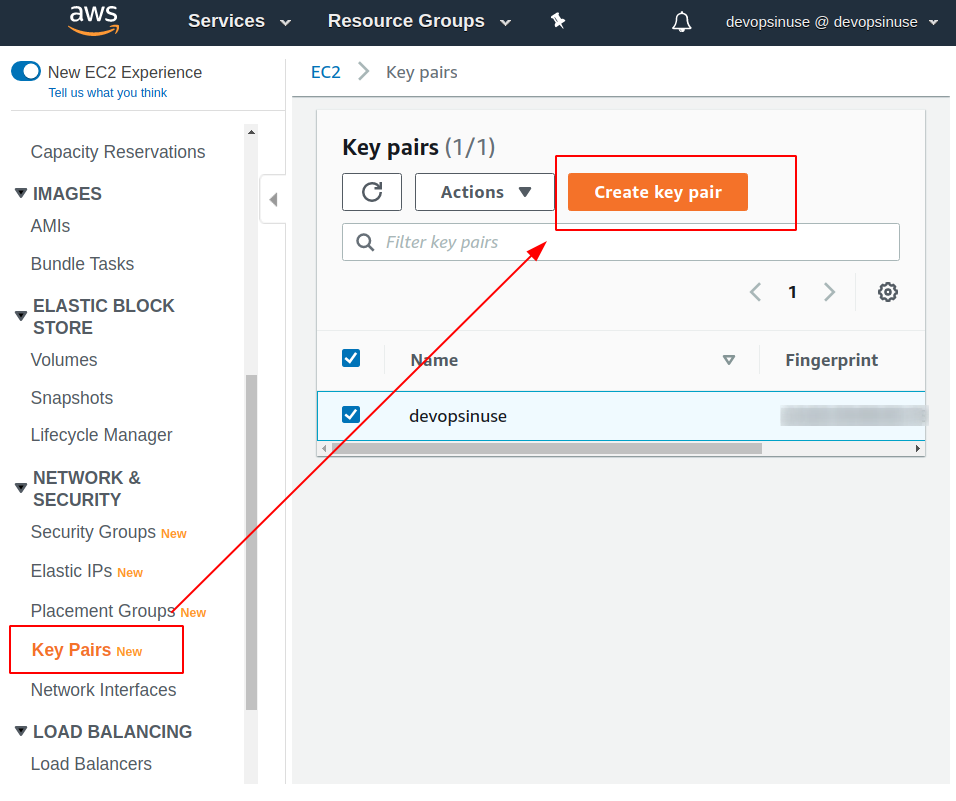 aws Services Resource Groups devopsinuse @ devopsinuse
New EC2 Experience
Tell us what you think
Capacity Reservations
IMAGES
AMIs
Bundle Tasks
ELASTIC BLOCK
STORE
Volumes
Snapshots
Lifecycle Manager
NETWORK &
SECURITY
Security Groups New
Elastic IPs New
Placement Groups New
Key Pairs New
Network Interfaces
LOAD BALANCING
Load Balancers
EC2 Key pairs
Key pairs (1/1)
Actions Create key pair
Filter key pairs
1
Name Fingerprint
devopsinuse